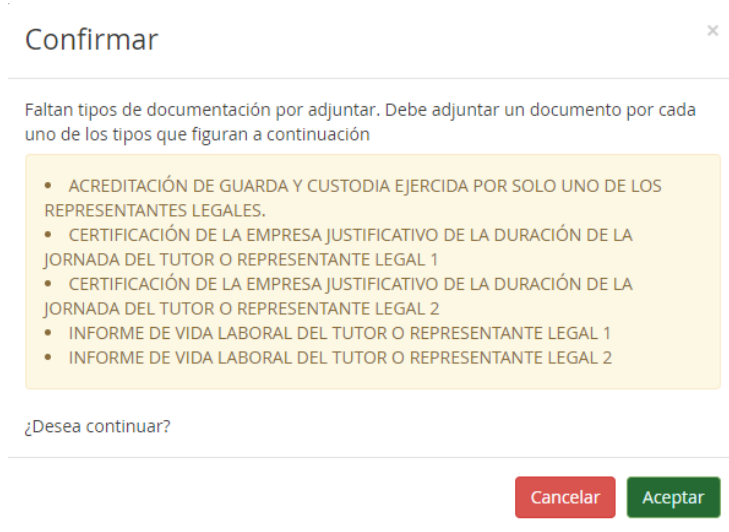 Confirmar
×
Faltan tipos de documentación por adjuntar. Debe adjuntar un documento por cada
uno de los tipos que figuran a continuación
• ACREDITACIÓN DE GUARDA Y CUSTODIA EJERCIDA POR SOLO UNO DE LOS
REPRESENTANTES LEGALES.
• CERTIFICACIÓN DE LA EMPRESA JUSTIFICATIVO DE LA DURACIÓN DE LA
JORNADA DEL TUTOR O REPRESENTANTE LEGAL 1
• CERTIFICACIÓN DE LA EMPRESA JUSTIFICATIVO DE LA DURACIÓN DE LA
JORNADA DEL TUTOR O REPRESENTANTE LEGAL 2
• INFORME DE VIDA LABORAL DEL TUTOR O REPRESENTANTE LEGAL 1
• INFORME DE VIDA LABORAL DEL TUTOR O REPRESENTANTE LEGAL 2
¿Desea continuar?
Cancelar
Aceptar